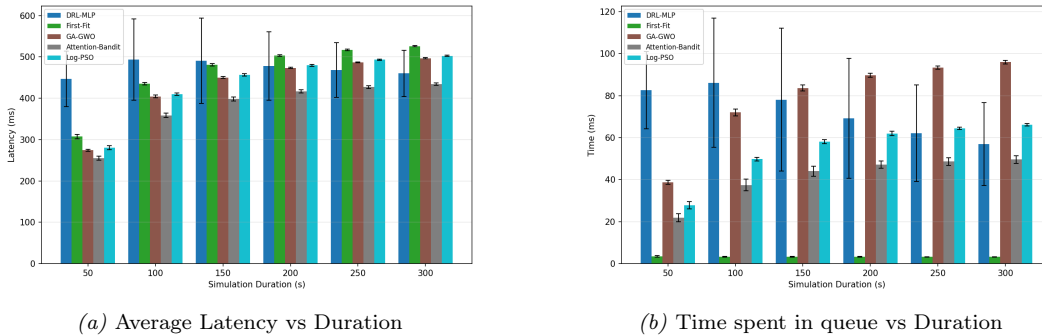 600
500
400
300
200
100
0
Latency (ms)
DRL-MLP
First-Fit
GA-GWO
Attention-Bandit
Log-PSO
50 100 150 200 250 300
Simulation Duration (s)
(a) Average Latency vs Duration
120
100
80
60
40
20
0
Time (ms)
DRL-MLP
First-Fit
GA-GWO
Attention-Bandit
Log-PSO
50 100 150 200 250 300
Simulation Duration (s)
(b) Time spent in queue vs Duration